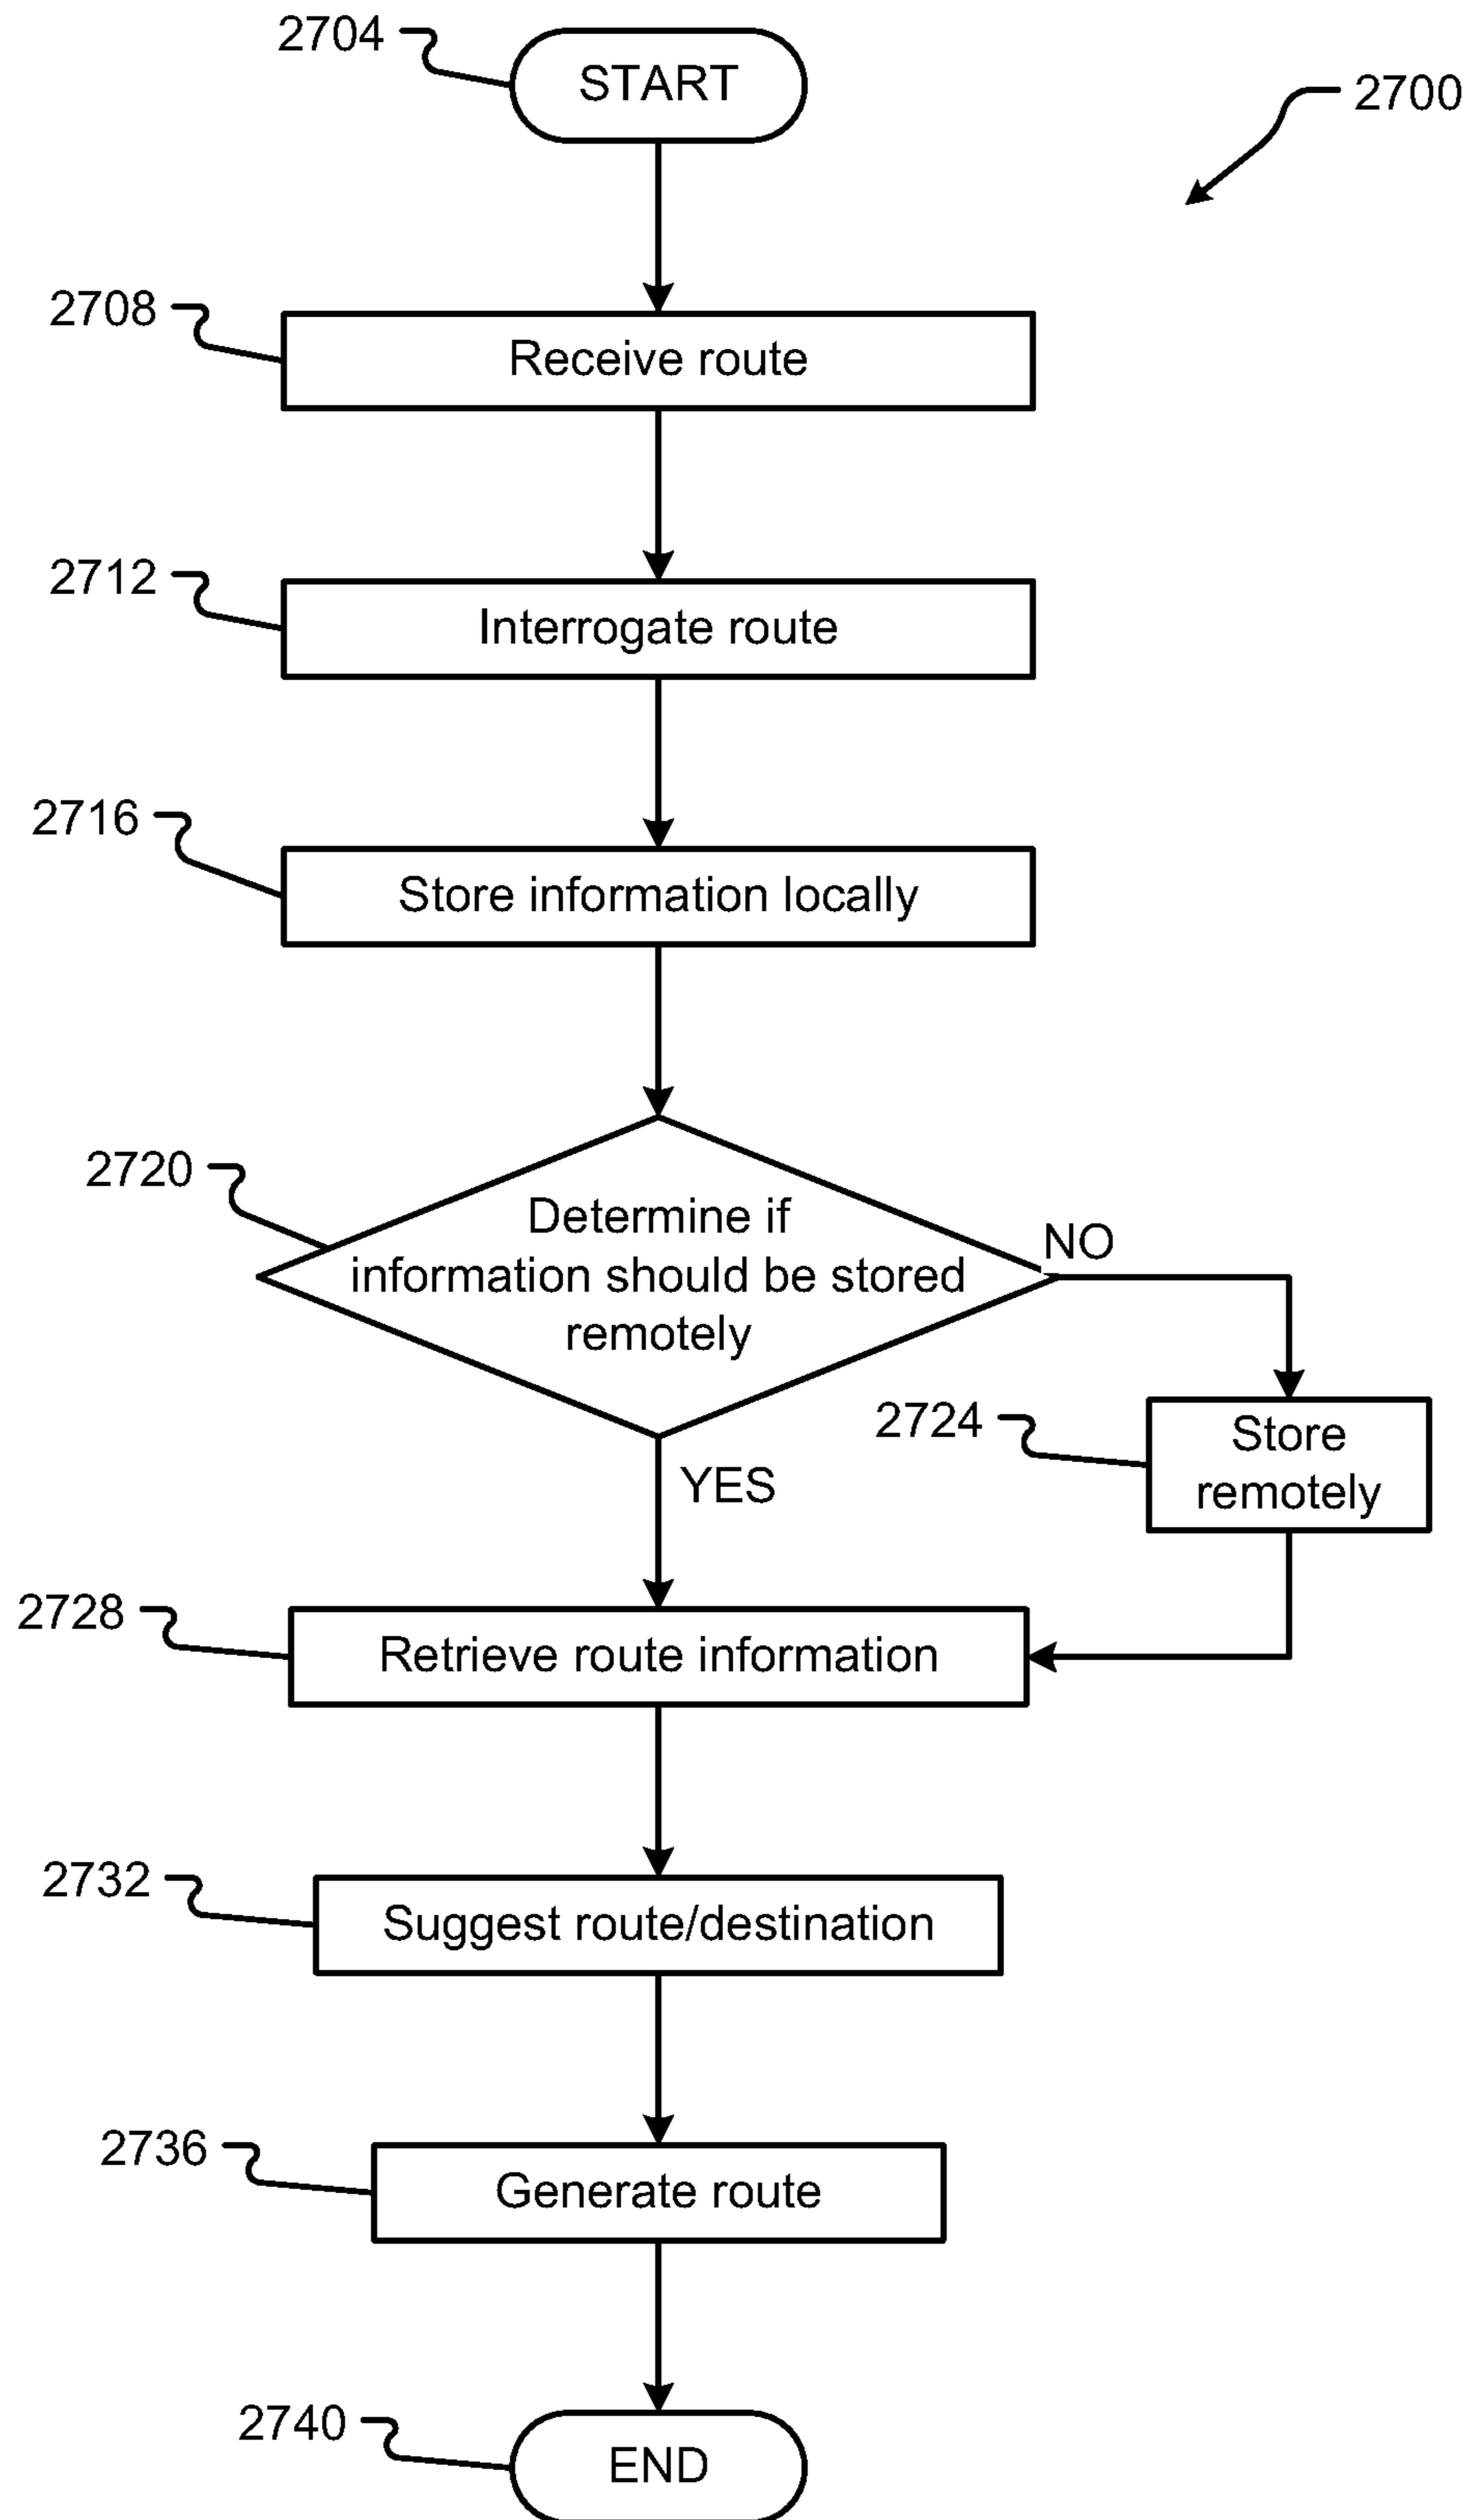 2704
START
2700
2708
Receive route
2712
Interrogate route
2716
Store information locally
2720
Determine if
information should be stored
remotely
NO
2724
Store
remotely
YES
2728
Retrieve route information
2732
Suggest route/destination
2736
Generate route
2740
END